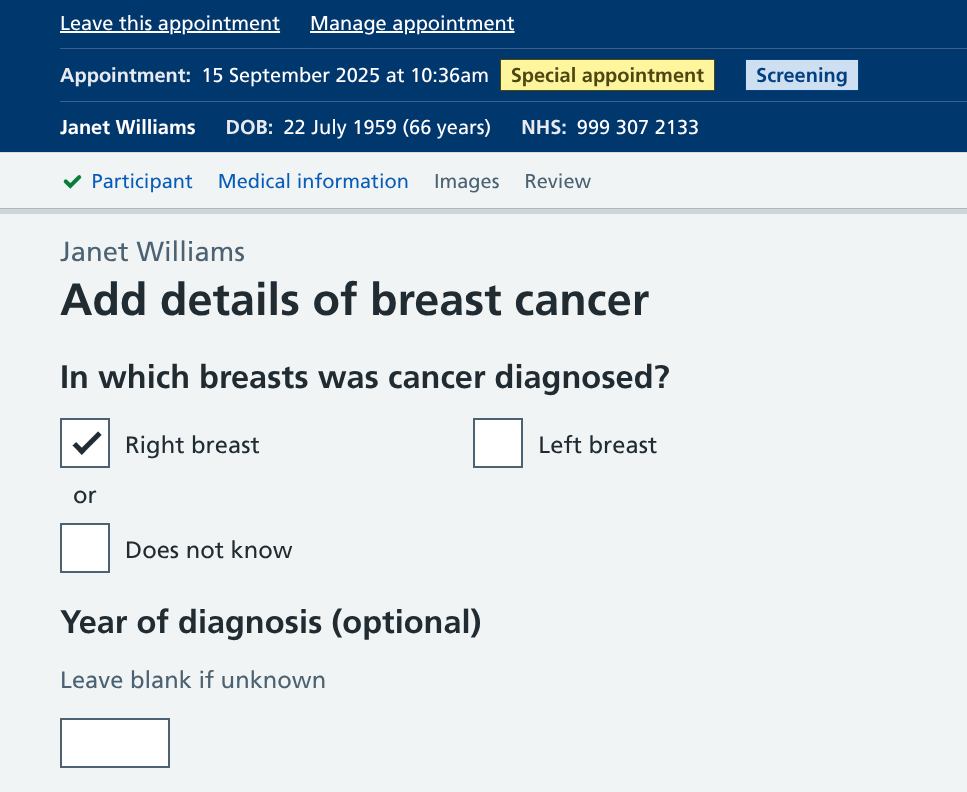 Leave this appointment Manage appointment
Appointment: 15 September 2025 at 10:36am Special appointment Screening
Janet Williams DOB: 22 July 1959 (66 years) NHS: 999 307 2133
Participant Medical information Images Review
Janet Williams
Add details of breast cancer
In which breasts was cancer diagnosed?
Right breast Left breast
or
Does not know
Year of diagnosis (optional)
Leave blank if unknown